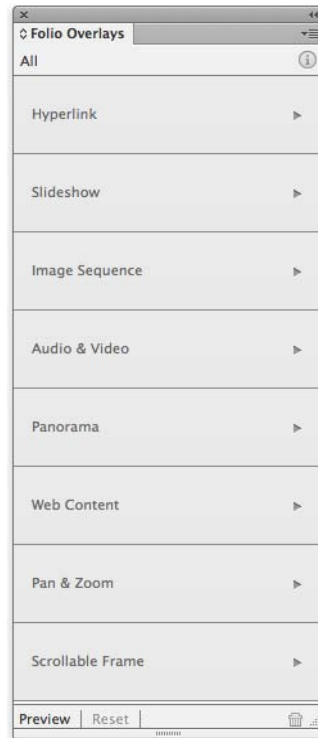 Folio Overlays
All
Hyperlink
Slideshow
Image Sequence
Audio & Video
Panorama
Web Content
Pan & Zoom
Scrollable Frame
Preview Reset